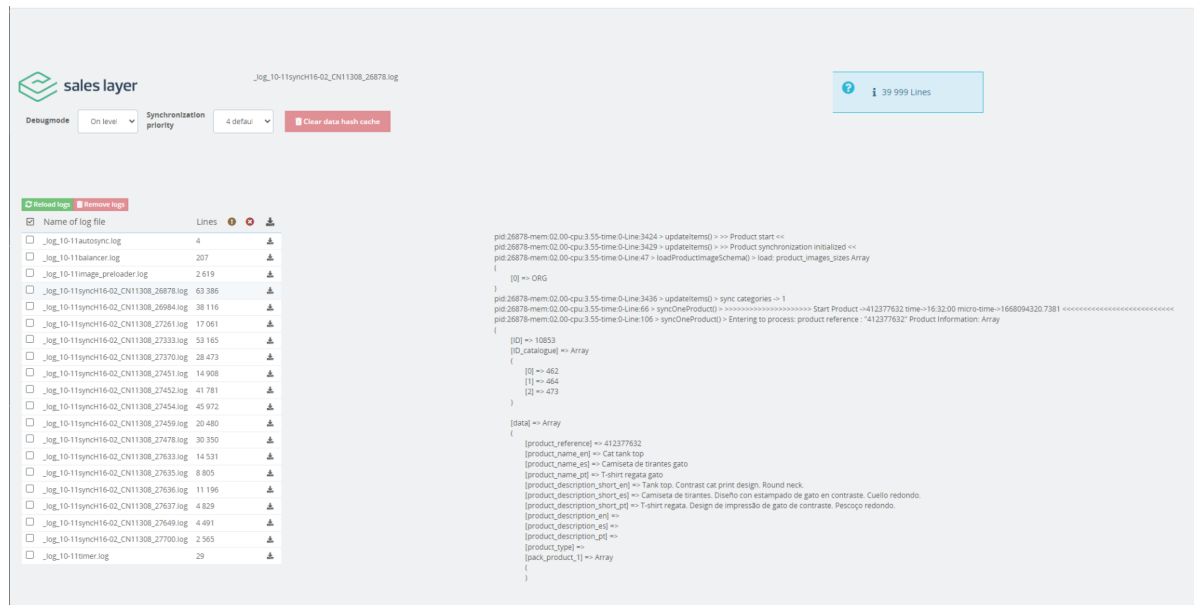 sales layer
_log_10-11syncH16-02_CN11308_26878.log
39 999 Lines
Debugmode
On level
Synchronization priority
4 defaul
Clear data hash cache
Reload logs
Remove logs
Name of log file Lines
_log_10-11autosync.log 4
_log_10-11balancer.log 207
_log_10-11image_preloader.log 2 619
_log_10-11syncH16-02_CN11308_26878.log 63 386
_log_10-11syncH16-02_CN11308_26984.log 38 116
_log_10-11syncH16-02_CN11308_27261.log 17 061
_log_10-11syncH16-02_CN11308_27333.log 53 165
_log_10-11syncH16-02_CN11308_27370.log 28 473
_log_10-11syncH16-02_CN11308_27451.log 14 908
_log_10-11syncH16-02_CN11308_27452.log 41 781
_log_10-11syncH16-02_CN11308_27454.log 45 972
_log_10-11syncH16-02_CN11308_27459.log 20 480
_log_10-11syncH16-02_CN11308_27478.log 30 350
_log_10-11syncH16-02_CN11308_27633.log 14 531
_log_10-11syncH16-02_CN11308_27635.log 8 805
_log_10-11syncH16-02_CN11308_27636.log 11 196
_log_10-11syncH16-02_CN11308_27637.log 4 829
_log_10-11syncH16-02_CN11308_27649.log 4 491
_log_10-11syncH16-02_CN11308_27700.log 2 565
_log_10-11timer.log 29
pid:26878-mem:02.00-cpu:3.55-time:0-Line:3424 > updateItems() > >> Product start <<
pid:26878-mem:02.00-cpu:3.55-time:0-Line:3429 > updateItems() > >> Product synchronization initialized <<
pid:26878-mem:02.00-cpu:3.55-time:0-Line:47 > loadProductImageSchema() > load: product_images_sizes Array
(
[0] => ORG
)
pid:26878-mem:02.00-cpu:3.55-time:0-Line:3436 > updateItems() > sync categories -> 1
pid:26878-mem:02.00-cpu:3.55-time:0-Line:66 > syncOneProduct() > >>>>>>>>>>>>>>>>>>>>> Start Product ->412377632 time->16:32:00 micro-time->1668094320.7381 <<<<<<<<<<<<<<<<<<<<<<<<<<<
pid:26878-mem:02.00-cpu:3.55-time:0-Line:106 > syncOneProduct() > Entering to process: product reference : "412377632" Product Information: Array
(
[ID] => 10853
[ID_catalogue] => Array
(
[0] => 462
[1] => 464
[2] => 473
)
[data] => Array
(
[product_reference] => 412377632
[product_name_en] => Cat tank top
[product_name_es] => Camiseta de tirantes gato
[product_name_pt] => T-shirt regata gato
[product_description_short_en] => Tank top. Contrast cat print design. Round neck.
[product_description_short_es] => Camiseta de tirantes. Diseño con estampado de gato en contraste. Cuello redondo.
[product_description_short_pt] => T-shirt regata. Design de impressão de gato de contraste. Pescoço redondo.
[product_description_en] =>
[product_description_es] =>
[product_description_pt] =>
[product_type] =>
[pack_product_1] => Array
(
)